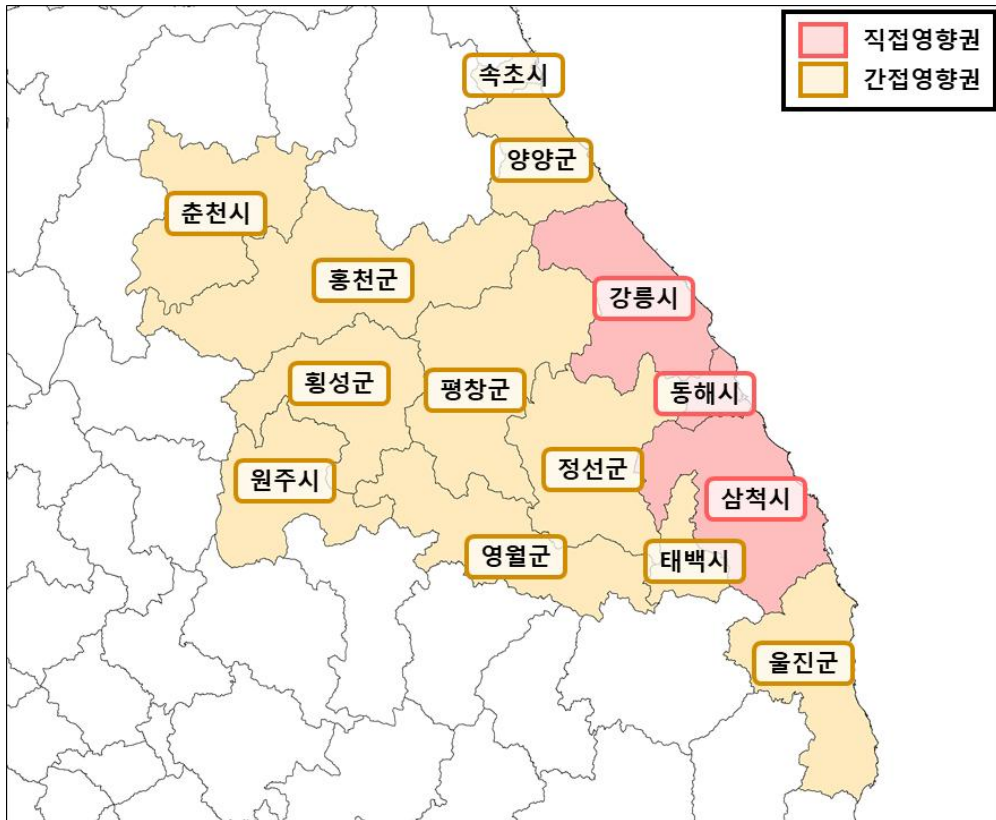 직접영향권
간접영향권
속초시
양양군
춘천시
홍천군
강릉시
횡성군
평창군
동해시
원주시
정선군
삼척시
영월군
태백시
울진군